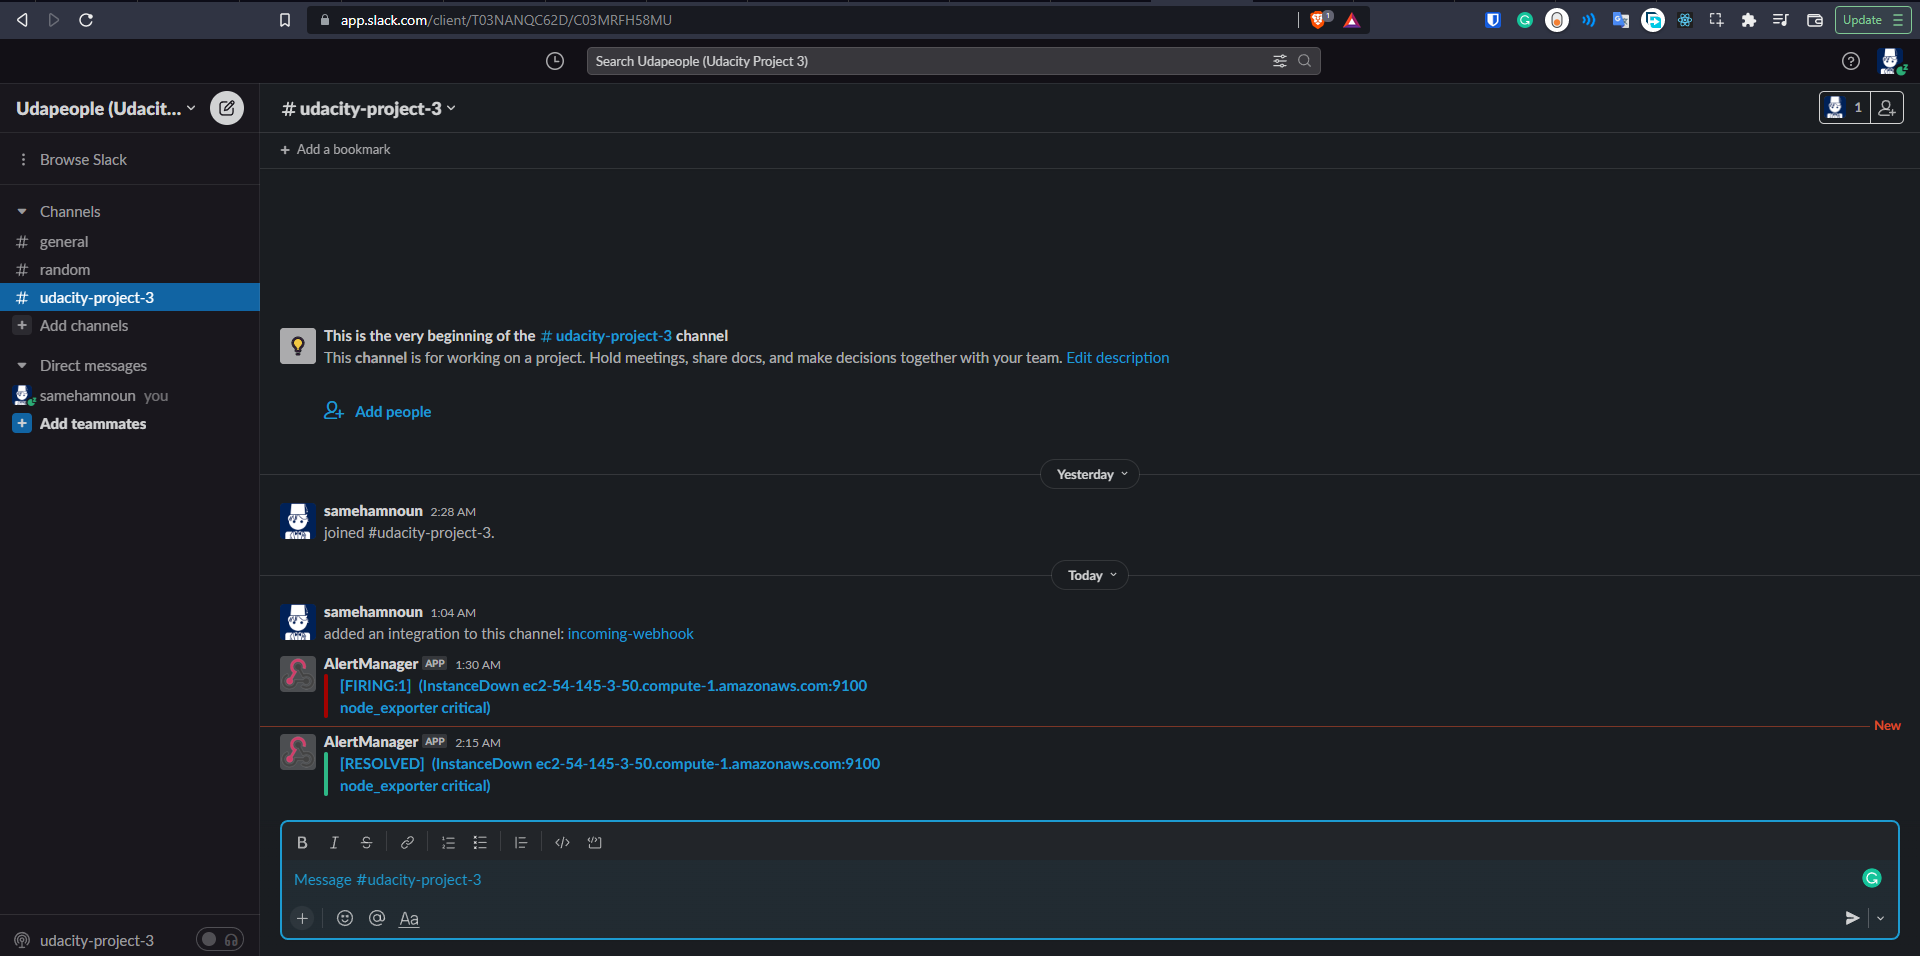 app.slack.com/client/T03NANQC62D/C03MRFH58MU
1
Update
Search Udapeople (Udacity Project 3)
Udapeople (Udacit...
# udacity-project-3
1
Browse Slack
+ Add a bookmark
Channels
# general
# random
# udacity-project-3
+ Add channels
Direct messages
samehamnoun you
+ Add teammates
This is the very beginning of the # udacity-project-3 channel
This channel is for working on a project. Hold meetings, share docs, and make decisions together with your team. Edit description
Add people
Yesterday
samehamnoun 2:28 AM
joined #udacity-project-3.
Today
samehamnoun 1:04 AM
added an integration to this channel: incoming-webhook
AlertManager APP 1:30 AM
[FIRING:1] (InstanceDown ec2-54-145-3-50.compute-1.amazonaws.com:9100
node_exporter critical)
New
AlertManager APP 2:15 AM
[RESOLVED] (InstanceDown ec2-54-145-3-50.compute-1.amazonaws.com:9100
node_exporter critical)
B I S
Message #udacity-project-3
+ @ Aa
udacity-project-3